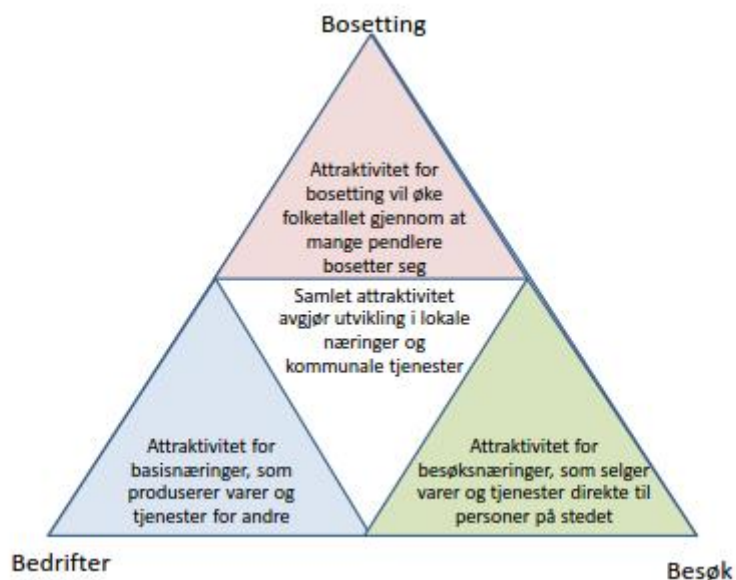 Bosetting
Attraktivitet for
bosetting vil øke
folketallet gjennom at
mange pendlere
bosetter seg
Samlet attraktivitet
avgjør utvikling i lokale
næringer og
kommunale tjenester
Attraktivitet for
basisnæringer, som
produserer varer og
tjenester for andre
Attraktivitet for
besøksnæringer, som selger
varer og tjenester direkte til
personer på stedet
Bedrifter
Besøk